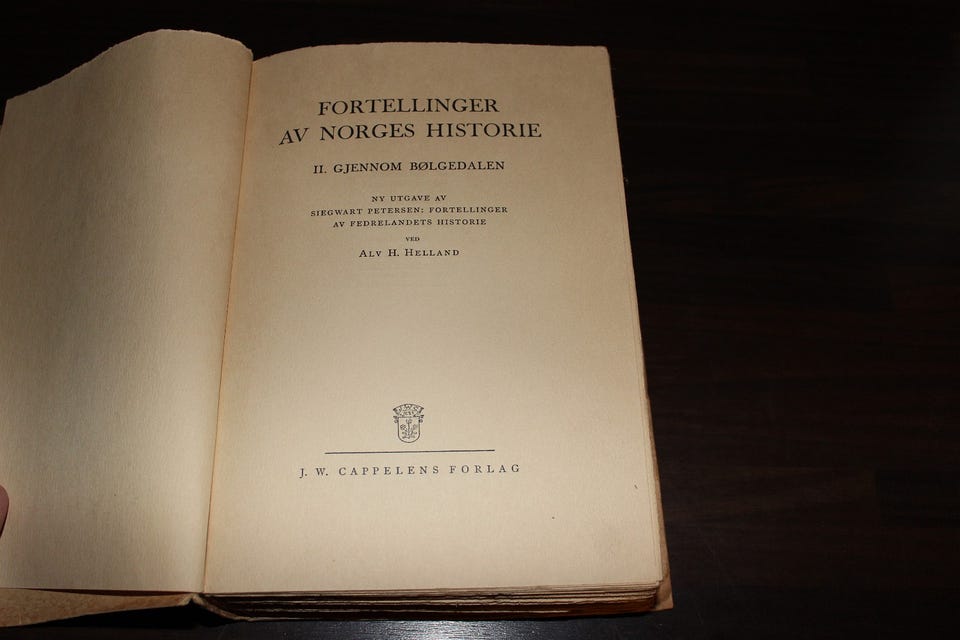 FORTELLINGER
AV NORGES HISTORIE
II. GJENNOM BØLGEDALEN
NY UTGAVE AV
SIEGWART PETERSEN: FORTELLINGER
AV FEDRELANDETS HISTORIE
VED
ALV H. HELLAND
J. W. CAPPELENS FORLAG